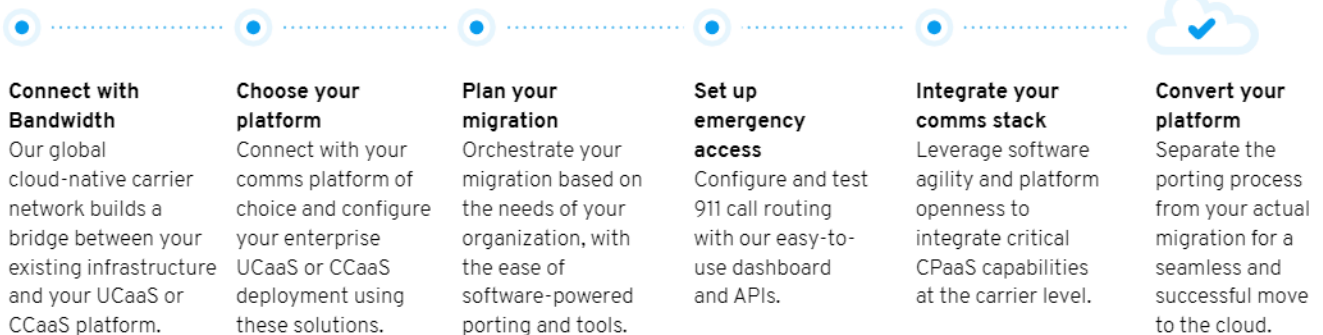 Connect with
Bandwidth
Our global
cloud-native carrier
network builds a
bridge between your
existing infrastructure
and your UCaaS or
CCaaS platform.
Choose your
platform
Connect with your
comms platform of
choice and configure
your enterprise
UCaaS or CCaaS
deployment using
these solutions.
Plan your
migration
Orchestrate your
migration based on
the needs of your
organization, with
the ease of
software-powered
porting and tools.
Set up
emergency
access
Configure and test
911 call routing
with our easy-to-
use dashboard
and APIs.
Integrate your
comms stack
Leverage software
agility and platform
openness to
integrate critical
CPaaS capabilities
at the carrier level.
Convert your
platform
Separate the
porting process
from your actual
migration for a
seamless and
successful move
to the cloud.